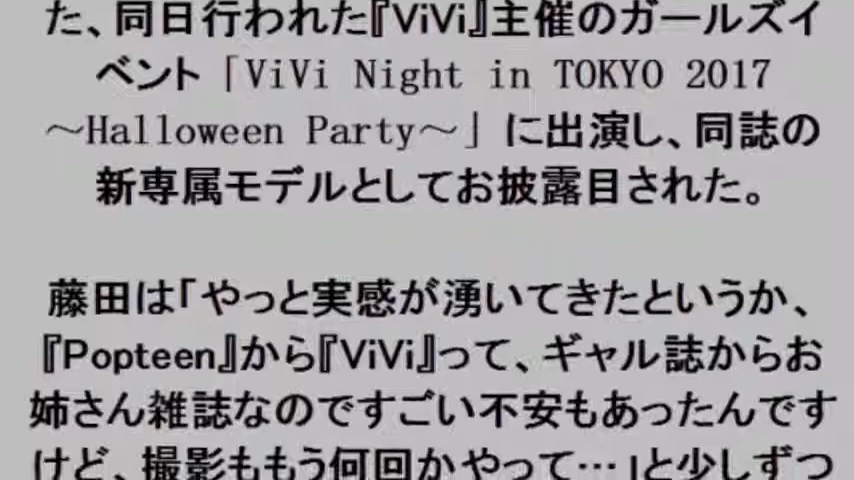 た、同日行われた『ViVi』主催のガールズイ
ベント「ViVi Night in TOKYO 2017
～Halloween Party～」に出演し、同誌の
新専属モデルとしてお披露目された。
藤田は「やっと実感が湧いてきたというか、
『Popteen』から『ViVi』って、ギャル誌からお
姉さん雑誌なのですごい不安もあったんです
けど、撮影ももう何回かやって…」と少しずつ